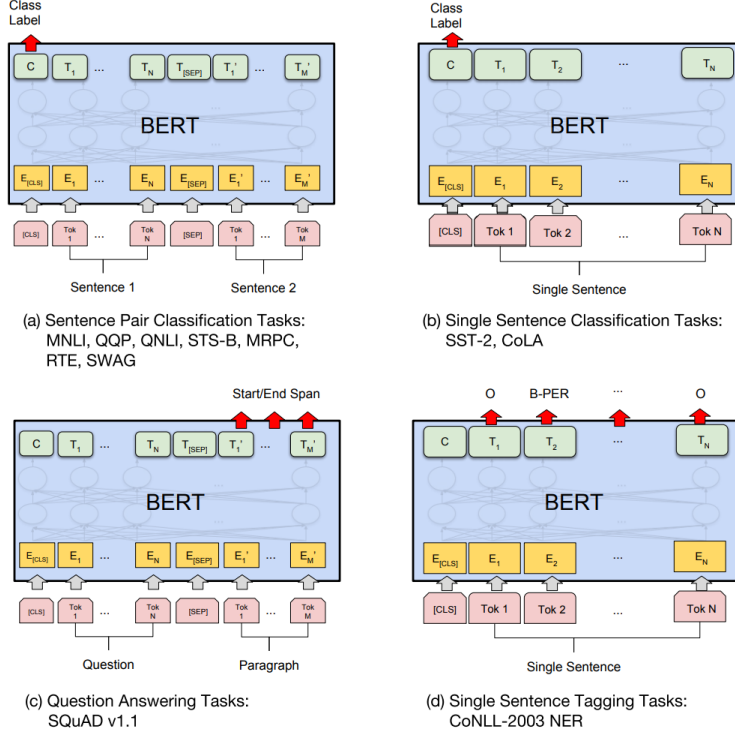 Class
Label
C T1 ... TN T[SEP] T1' ... TM'
BERT
E[CLS] E1 ... EN E[SEP] E1' ... EM'
[CLS] Tok 1 ... Tok N [SEP] Tok 1 ... Tok M
Sentence 1 Sentence 2
(a) Sentence Pair Classification Tasks:
MNLI, QQP, QNLI, STS-B, MRPC,
RTE, SWAG
Class
Label
C T1 T2 ... TN
BERT
E[CLS] E1 E2 ... EN
[CLS] Tok 1 Tok 2 ... Tok N
Single Sentence
(b) Single Sentence Classification Tasks:
SST-2, CoLA
Start/End Span
C T1 ... TN T[SEP] T1' ... TM'
BERT
E[CLS] E1 ... EN E[SEP] E1' ... EM'
[CLS] Tok 1 ... Tok N [SEP] Tok 1 ... Tok M
Question Paragraph
(c) Question Answering Tasks:
SQuAD v1.1
O B-PER ... O
C T1 T2 ... TN
BERT
E[CLS] E1 E2 ... EN
[CLS] Tok 1 Tok 2 ... Tok N
Single Sentence
(d) Single Sentence Tagging Tasks:
CoNLL-2003 NER